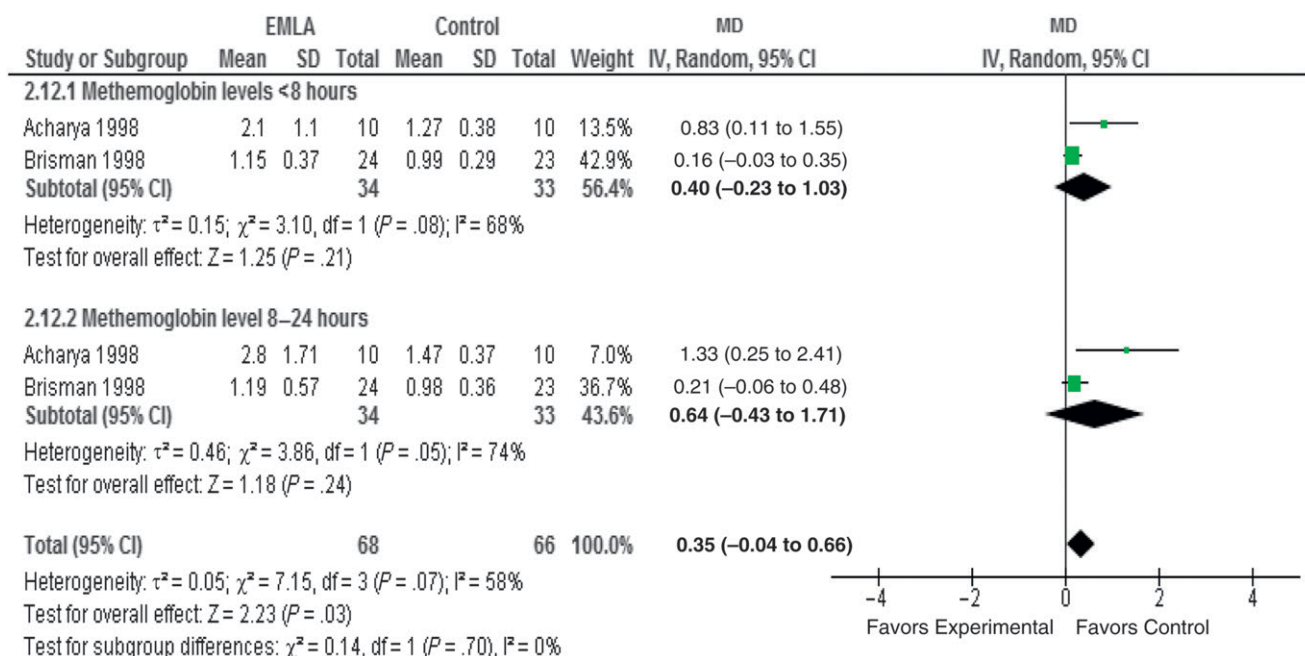 EMLA Control MD MD
Study or Subgroup Mean SD Total Mean SD Total Weight IV, Random, 95% CI IV, Random, 95% CI
2.12.1 Methemoglobin levels <8 hours
Acharya 1998 2.1 1.1 10 1.27 0.38 10 13.5% 0.83 (0.11 to 1.55)
Brisman 1998 1.15 0.37 24 0.99 0.29 23 42.9% 0.16 (–0.03 to 0.35)
Subtotal (95% CI) 34 33 56.4% 0.40 (–0.23 to 1.03)
Heterogeneity: τ² = 0.15; χ² = 3.10, df = 1 (P = .08); I² = 68%
Test for overall effect: Z = 1.25 (P = .21)
2.12.2 Methemoglobin level 8–24 hours
Acharya 1998 2.8 1.71 10 1.47 0.37 10 7.0% 1.33 (0.25 to 2.41)
Brisman 1998 1.19 0.57 24 0.98 0.36 23 36.7% 0.21 (–0.06 to 0.48)
Subtotal (95% CI) 34 33 43.6% 0.64 (–0.43 to 1.71)
Heterogeneity: τ² = 0.46; χ² = 3.86, df = 1 (P = .05); I² = 74%
Test for overall effect: Z = 1.18 (P = .24)
Total (95% CI) 68 66 100.0% 0.35 (–0.04 to 0.66)
Heterogeneity: τ² = 0.05; χ² = 7.15, df = 3 (P = .07); I² = 58%
Test for overall effect: Z = 2.23 (P = .03)
Test for subgroup differences: χ² = 0.14, df = 1 (P = .70), I² = 0%
–4 –2 0 2 4
Favors Experimental Favors Control